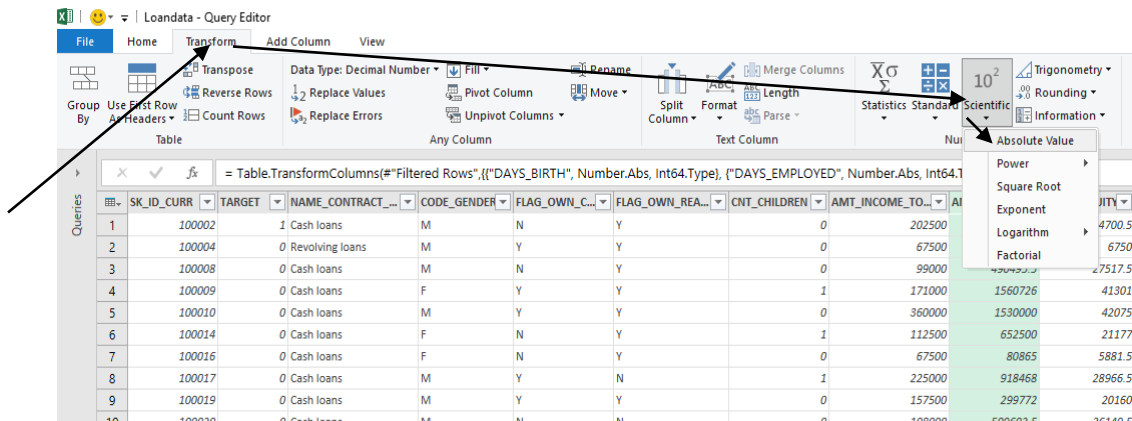 Loandata - Query Editor
File Home Transform Add Column View
Group By
Use First Row As Headers
Transpose
Reverse Rows
Count Rows
Table
Data Type: Decimal Number
Replace Values
Replace Errors
Fill
Pivot Column
Unpivot Columns
Rename
Move
Any Column
Split Column
Format
ABC
Merge Columns
Length
Parse
Text Column
Statistics
Standard
10² Scientific
Trigonometry
Rounding
Information
Absolute Value
Power
Square Root
Exponent
Logarithm
Factorial
fx = Table.TransformColumns(#"Filtered Rows",{{"DAYS_BIRTH", Number.Abs, Int64.Type}, {"DAYS_EMPLOYED", Number.Abs, Int64.T
Queries
SK_ID_CURR TARGET NAME_CONTRACT_... CODE_GENDER FLAG_OWN_C... FLAG_OWN_REA... CNT_CHILDREN AMT_INCOME_TO...
1 100002 1 Cash loans M N Y 0 202500 4700.5
2 100004 0 Revolving loans M Y Y 0 67500 6750
3 100008 0 Cash loans M N Y 0 99000 490495.5 27517.5
4 100009 0 Cash loans F Y Y 1 171000 1560726 41301
5 100010 0 Cash loans M Y Y 0 360000 1530000 42075
6 100014 0 Cash loans F N Y 1 112500 652500 21177
7 100016 0 Cash loans F N Y 0 67500 80865 5881.5
8 100017 0 Cash loans M Y N 1 225000 918468 28966.5
9 100019 0 Cash loans M Y Y 0 157500 299772 20160